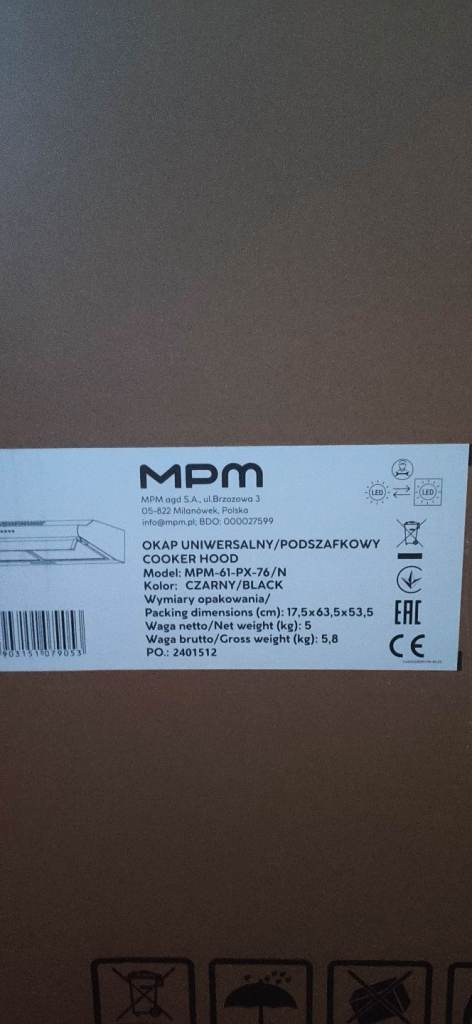 MPM
MPM agd S.A., ul.Brzozowa 3
05-822 Milanówek, Polska
info@mpm.pl; BDO: 000027599
OKAP UNIWERSALNY/PODSZAFKOWY
COOKER HOOD
Model: MPM-61-PX-76/N
Kolor: CZARNY/BLACK
Wymiary opakowania/
Packing dimensions (cm): 17,5x63,5x53,5
Waga netto/Net weight (kg): 5
Waga brutto/Gross weight (kg): 5,8
PO.: 2401512
LED
LED
EAC
CE
903151 079053